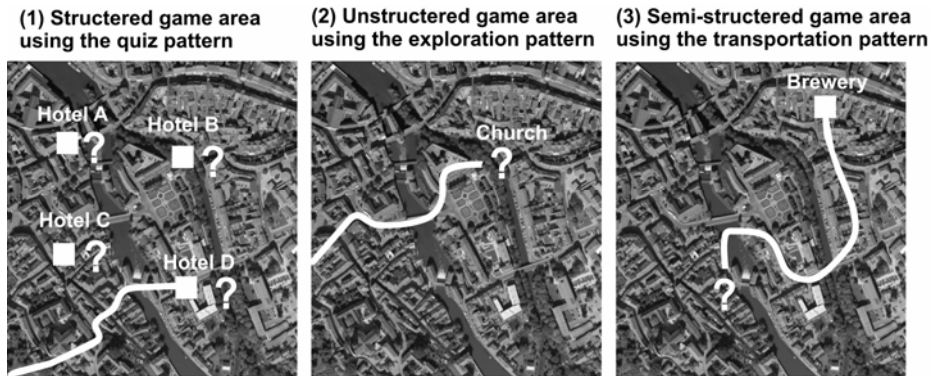 (1) Structered game area
using the quiz pattern
(2) Unstructered game area
using the exploration pattern
(3) Semi-structered game area
using the transportation pattern
Hotel A
?
Hotel B
?
Hotel C
?
Hotel D
?
Church
?
Brewery
?